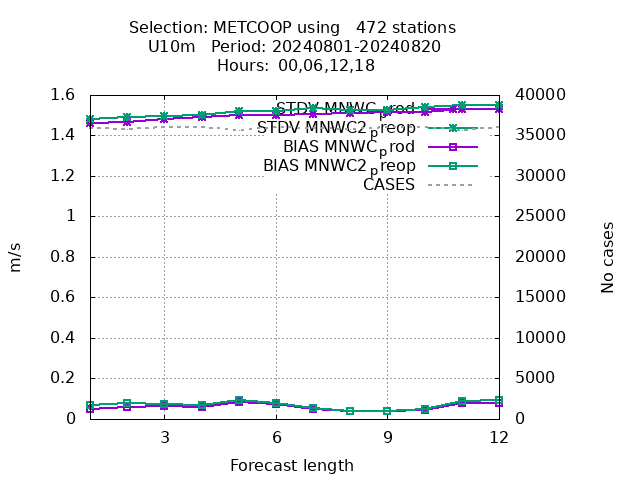 Selection: METCOOP using   472 stations
U10m   Period: 20240801-20240820
Hours:  00,06,12,18
1.6
1.4
1.2
1
0.8
0.6
0.4
0.2
0
m/s
STDV MNWC_prod
STDV MNWC2_preop
BIAS MNWC_prod
BIAS MNWC2_preop
CASES
40000
35000
30000
25000
20000
15000
10000
5000
0
No cases
3 6 9 12
Forecast length